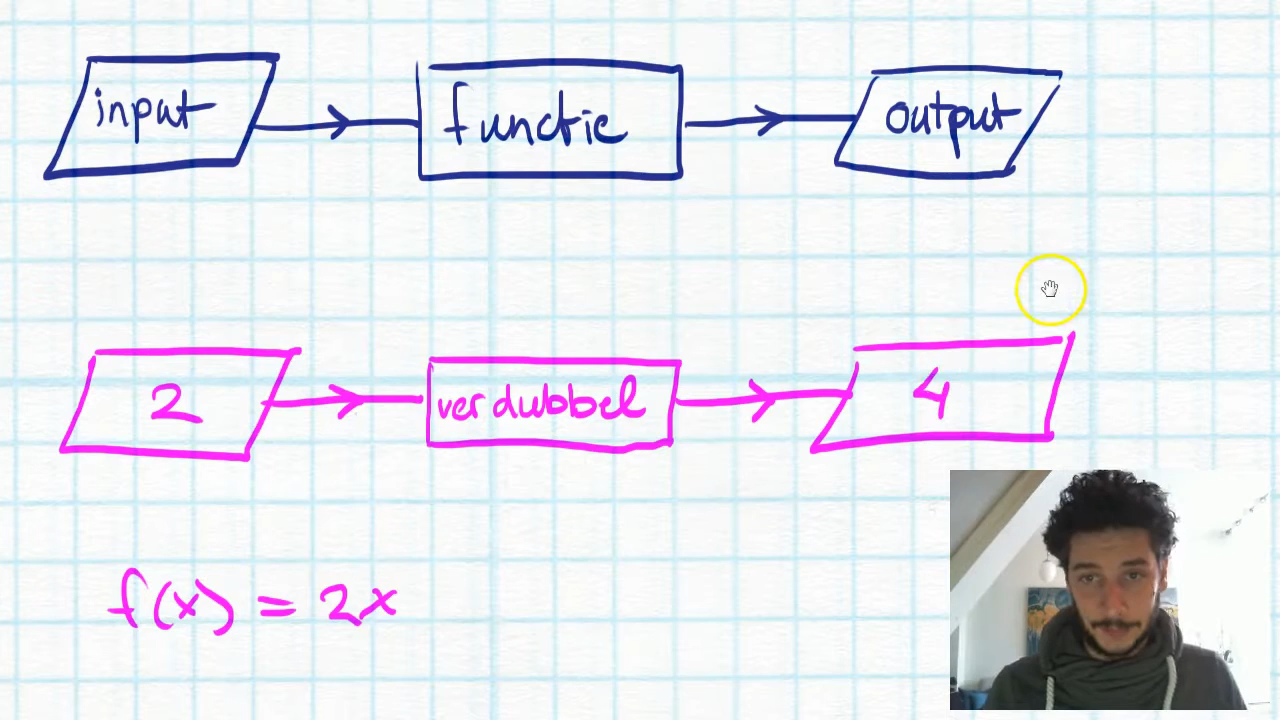 input functie output
2 verdubbel 4
f(x) = 2x